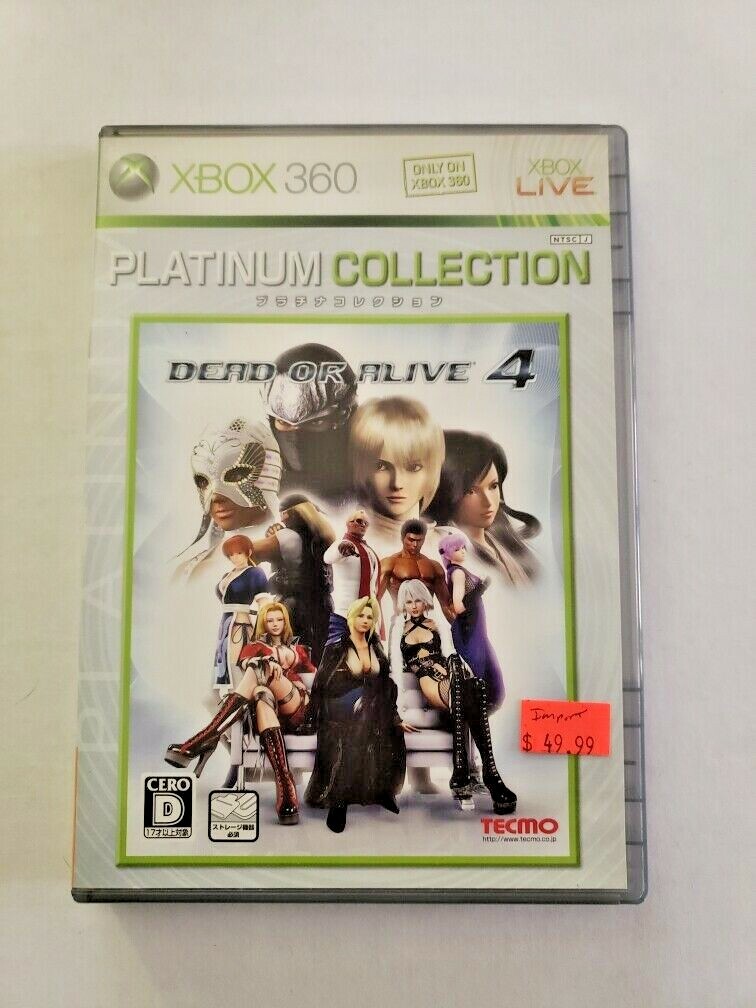 XBOX 360
ONLY ON
XBOX 360
XBOX
LIVE
NTSC J
PLATINUM COLLECTION
プラチナコレクション
DEAD OR ALIVE 4
Import
$ 49.99
CERO
D
17才以上対象
ストレージ機器
必須
TECMO
http://www.tecmo.co.jp